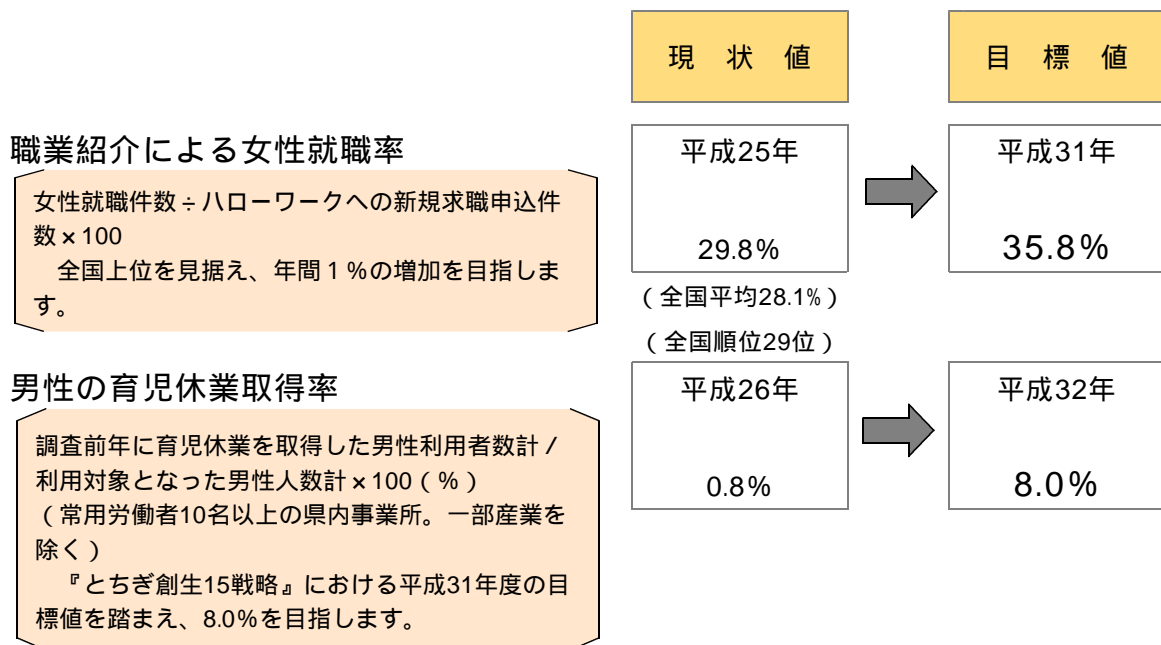 現 状 値
目 標 値
職業紹介による女性就職率
女性就職件数÷ハローワークへの新規求職申込件
数×100
　全国上位を見据え、年間１%の増加を目指しま
す。
平成25年
29.8%
(全国平均28.1%)
(全国順位29位)
平成31年
35.8%
男性の育児休業取得率
調査前年に育児休業を取得した男性利用者数計／
利用対象となった男性人数計×100(%)
(常用労働者10名以上の県内事業所。一部産業を
除く)
　『とちぎ創生15戦略』における平成31年度の目
標値を踏まえ、8.0%を目指します。
平成26年
0.8%
平成32年
8.0%